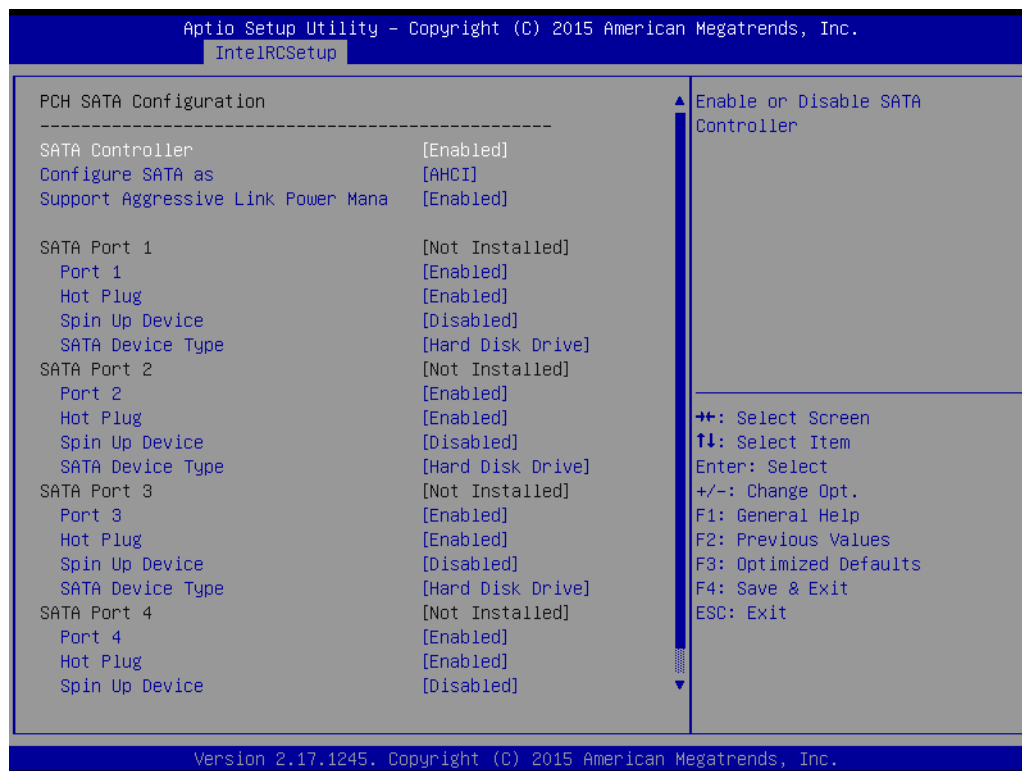 Aptio Setup Utility – Copyright (C) 2015 American Megatrends, Inc.
IntelRCSetup
PCH SATA Configuration
--------------------------------------------------
SATA Controller [Enabled]
Configure SATA as [AHCI]
Support Aggressive Link Power Mana [Enabled]
SATA Port 1 [Not Installed]
Port 1 [Enabled]
Hot Plug [Enabled]
Spin Up Device [Disabled]
SATA Device Type [Hard Disk Drive]
SATA Port 2 [Not Installed]
Port 2 [Enabled]
Hot Plug [Enabled]
Spin Up Device [Disabled]
SATA Device Type [Hard Disk Drive]
SATA Port 3 [Not Installed]
Port 3 [Enabled]
Hot Plug [Enabled]
Spin Up Device [Disabled]
SATA Device Type [Hard Disk Drive]
SATA Port 4 [Not Installed]
Port 4 [Enabled]
Hot Plug [Enabled]
Spin Up Device [Disabled]
Enable or Disable SATA
Controller
→←: Select Screen
↑↓: Select Item
Enter: Select
+/-: Change Opt.
F1: General Help
F2: Previous Values
F3: Optimized Defaults
F4: Save & Exit
ESC: Exit
Version 2.17.1245. Copyright (C) 2015 American Megatrends, Inc.